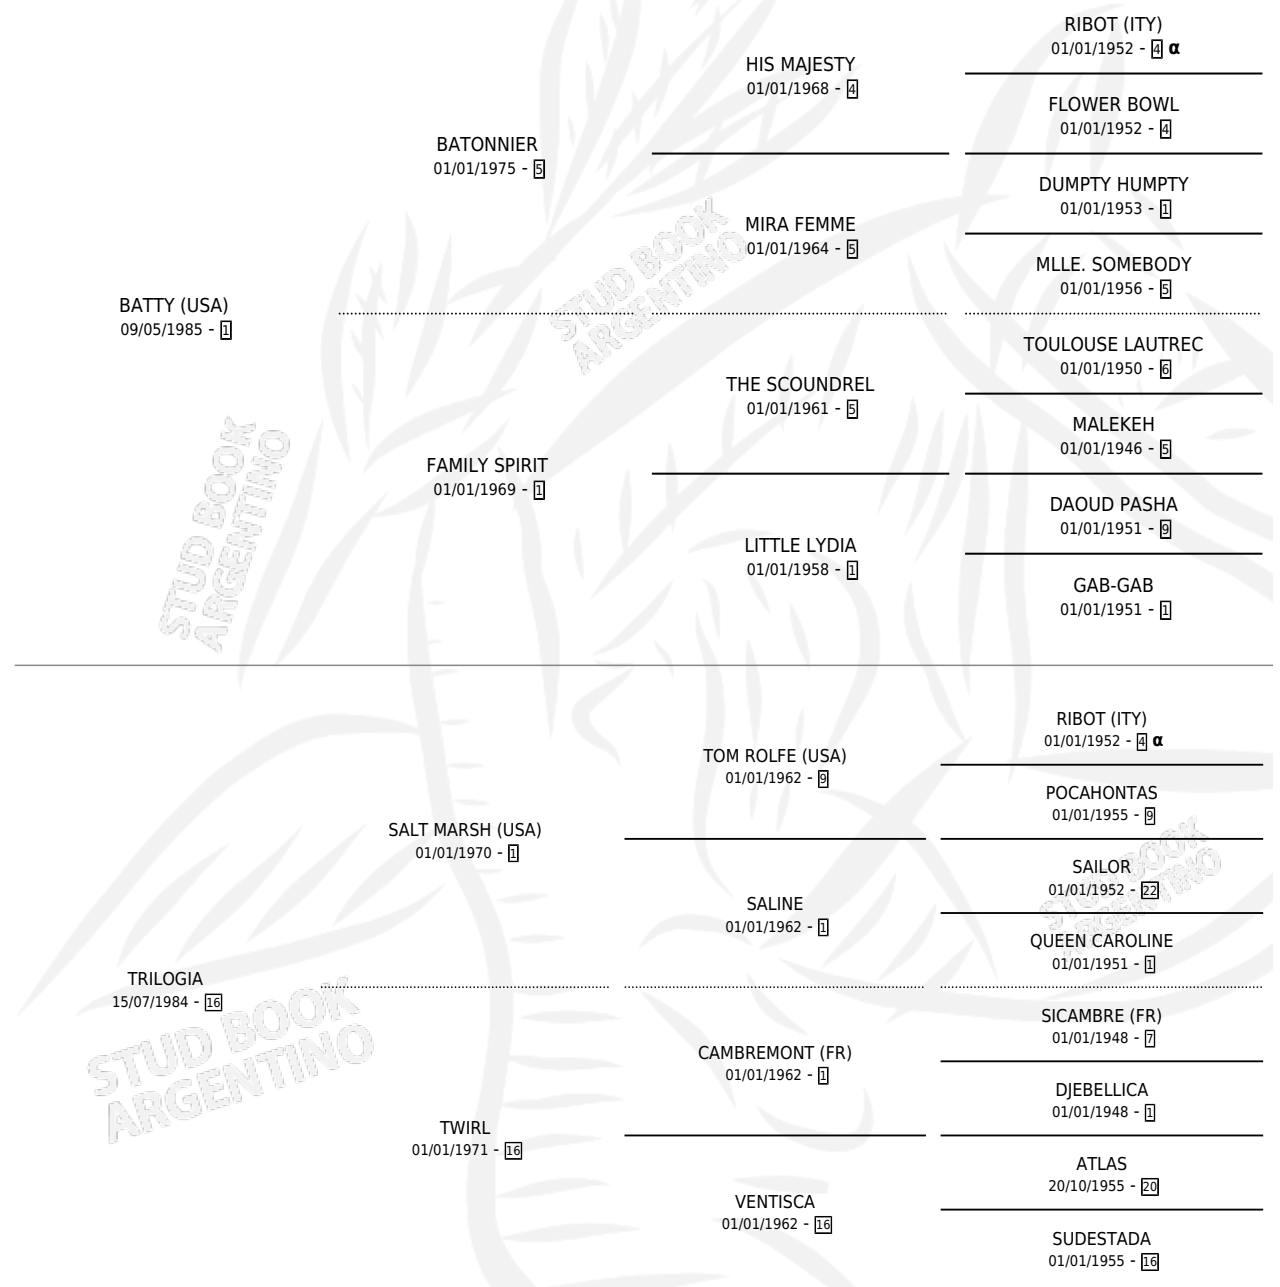 RIBOT (ITY)
01/01/1952 - 4 α
HIS MAJESTY
01/01/1968 - 4
FLOWER BOWL
01/01/1952 - 4
BATONNIER
01/01/1975 - 5
DUMPTY HUMPTY
01/01/1953 - 1
MIRA FEMME
01/01/1964 - 5
MLLE. SOMEBODY
01/01/1956 - 5
BATTY (USA)
09/05/1985 - 1
TOULOUSE LAUTREC
01/01/1950 - 6
THE SCOUNDREL
01/01/1961 - 5
MALEKEH
01/01/1946 - 5
FAMILY SPIRIT
01/01/1969 - 1
DAOUD PASHA
01/01/1951 - 9
LITTLE LYDIA
01/01/1958 - 1
GAB-GAB
01/01/1951 - 1
RIBOT (ITY)
01/01/1952 - 4 α
TOM ROLFE (USA)
01/01/1962 - 9
POCAHONTAS
01/01/1955 - 9
SALT MARSH (USA)
01/01/1970 - 1
SAILOR
01/01/1952 - 22
SALINE
01/01/1962 - 1
QUEEN CAROLINE
01/01/1951 - 1
TRILOGIA
15/07/1984 - 16
SICAMBRE (FR)
01/01/1948 - 7
CAMBREMONT (FR)
01/01/1962 - 1
DJEBELLICA
01/01/1948 - 1
TWIRL
01/01/1971 - 16
ATLAS
20/10/1955 - 20
VENTISCA
01/01/1962 - 16
SUDESTADA
01/01/1955 - 16
STUD BOOK
ARGENTINO
STUD BOOK
ARGENTINO
STUD BOOK
ARGENTINO
STUD BOOK
ARGENTINO